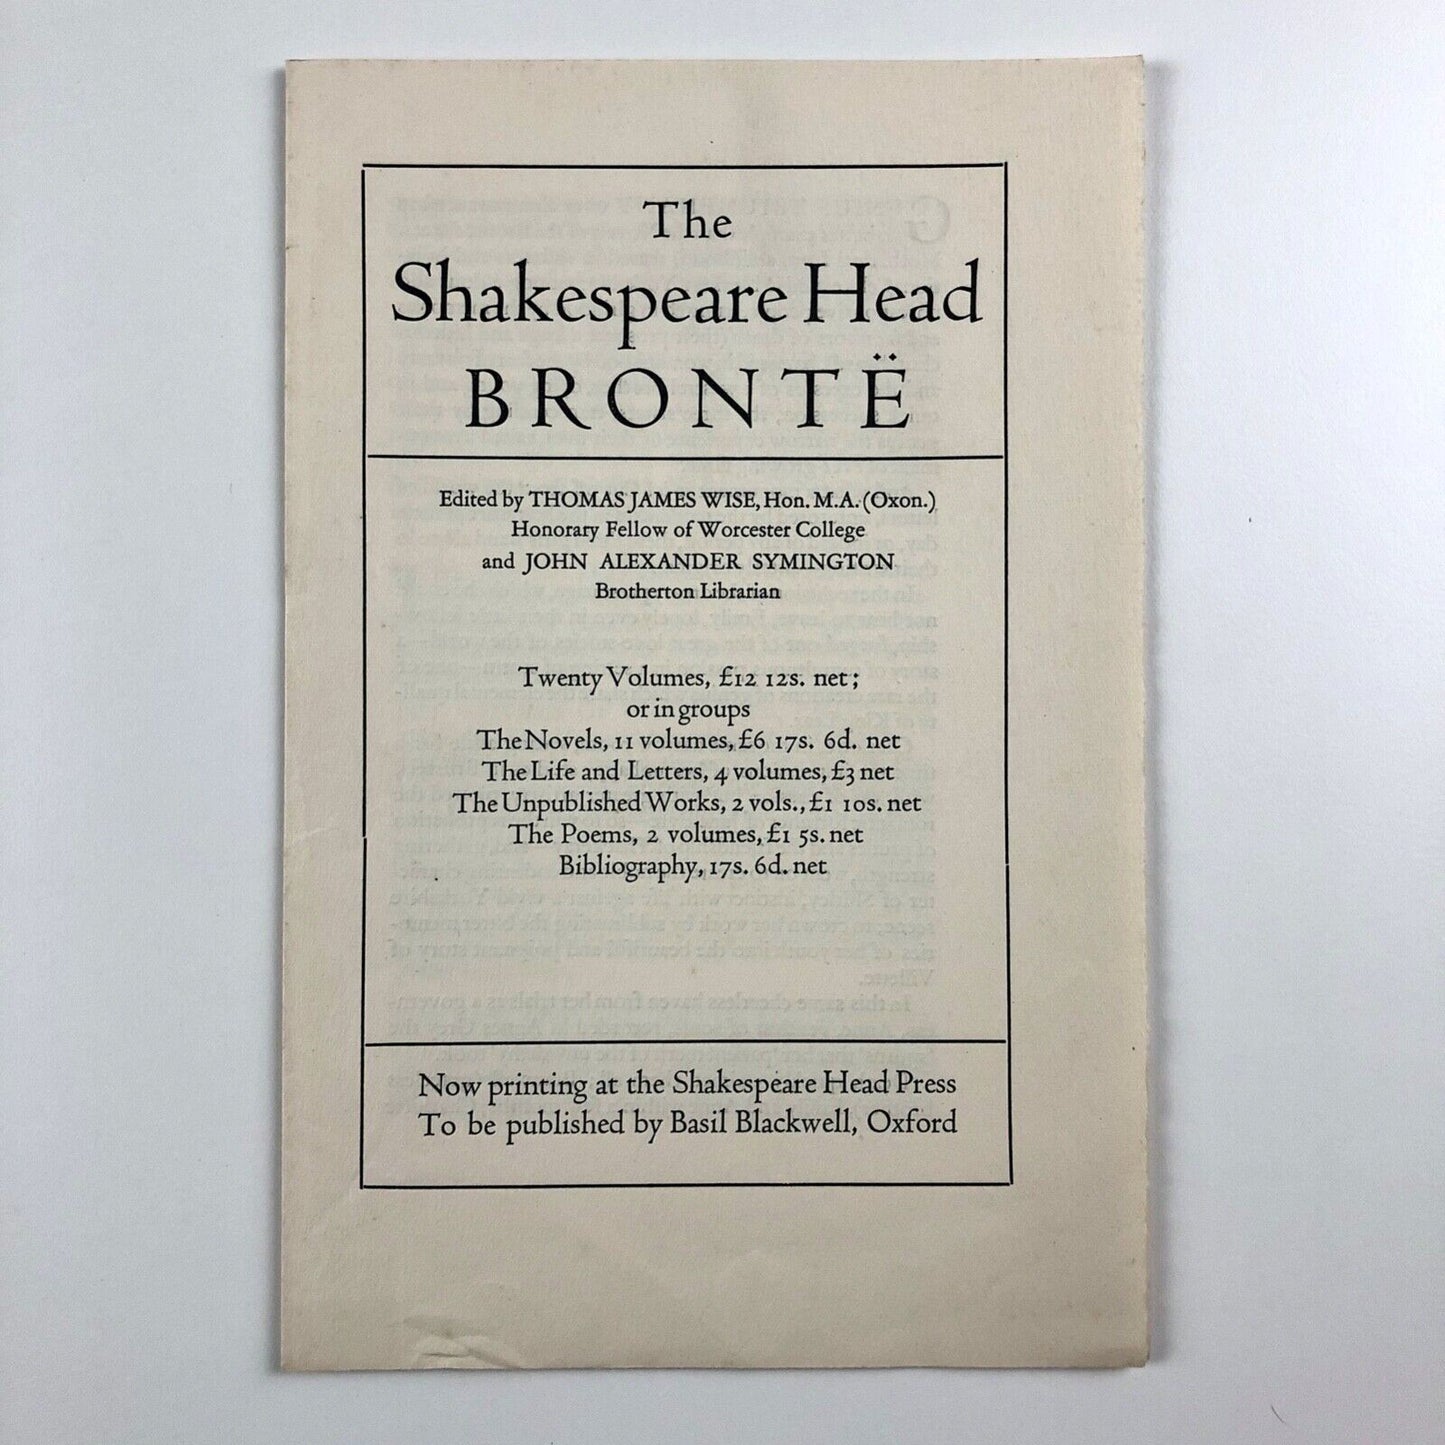 The
Shakespeare Head
BRONTË
Edited by THOMAS JAMES WISE, Hon. M.A. (Oxon.)
Honorary Fellow of Worcester College
and JOHN ALEXANDER SYMINGTON
Brotherton Librarian
Twenty Volumes, £12 12s. net;
or in groups
The Novels, 11 volumes, £6 17s. 6d. net
The Life and Letters, 4 volumes, £3 net
The Unpublished Works, 2 vols., £1 10s. net
The Poems, 2 volumes, £1 5s. net
Bibliography, 17s. 6d. net
Now printing at the Shakespeare Head Press
To be published by Basil Blackwell, Oxford